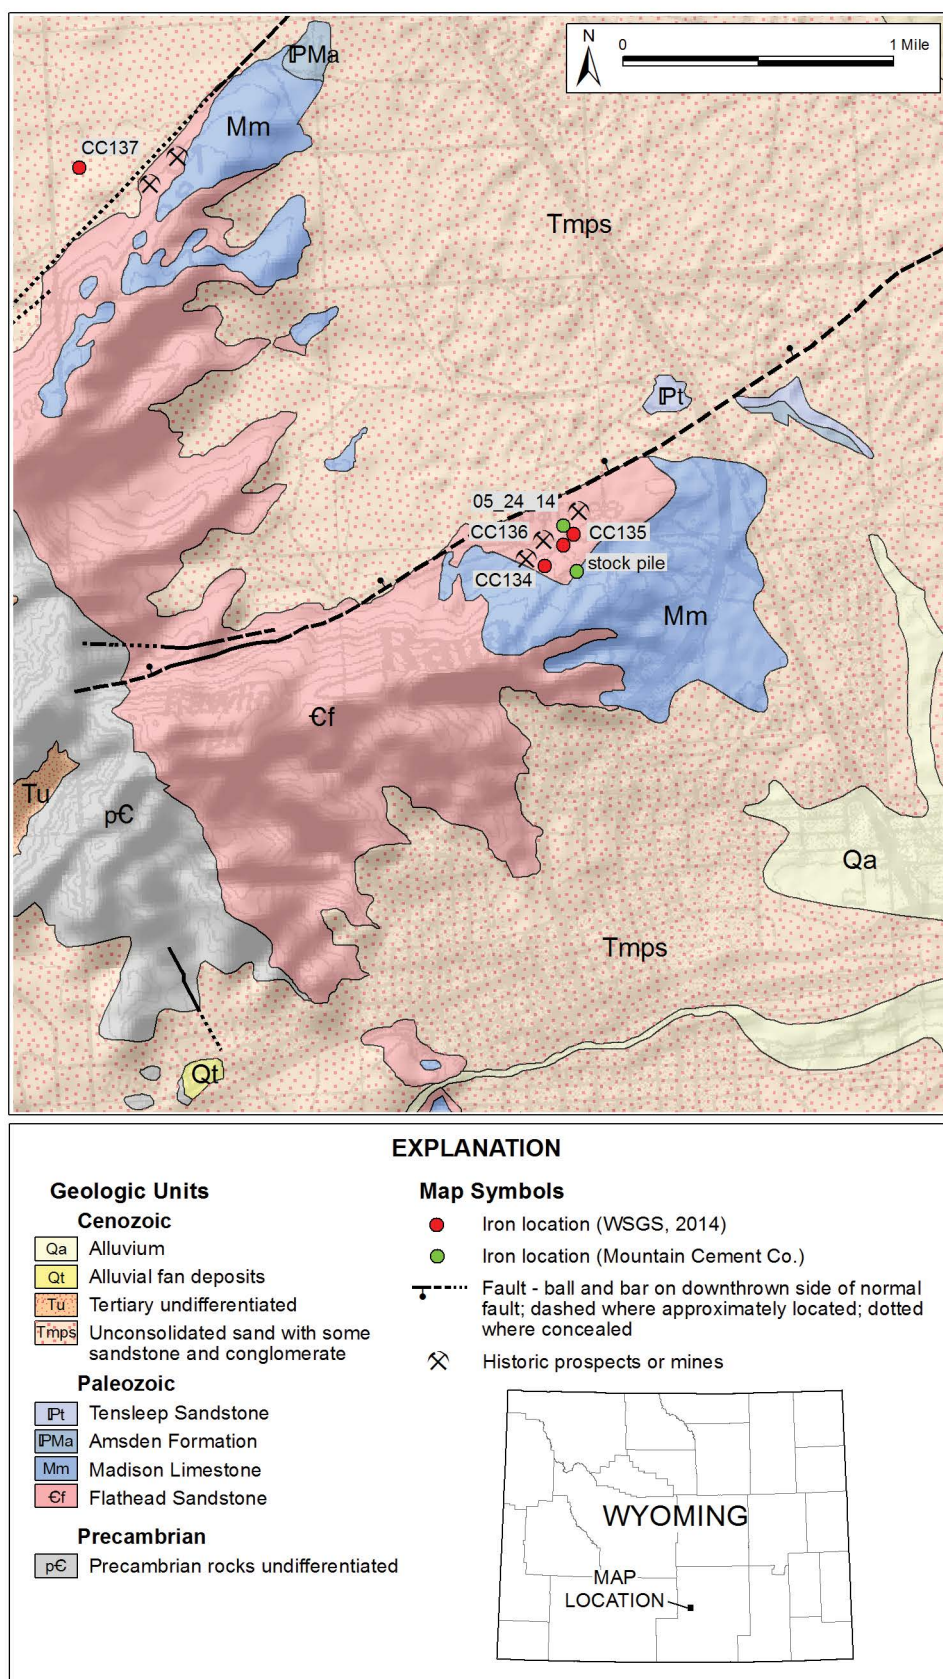 N
0 1 Mile
ℙMa
Mm
CC137
Tmps
ℙt
05_24_14
CC136
CC135
CC134
stock pile
Mm
Єf
Tu
pЄ
Qa
Tmps
Qt
EXPLANATION
Geologic Units
Cenozoic
Qa Alluvium
Qt Alluvial fan deposits
Tu Tertiary undifferentiated
Tmps Unconsolidated sand with some
sandstone and conglomerate
Paleozoic
ℙt Tensleep Sandstone
ℙMa Amsden Formation
Mm Madison Limestone
Єf Flathead Sandstone
Precambrian
pЄ Precambrian rocks undifferentiated
Map Symbols
Iron location (WSGS, 2014)
Iron location (Mountain Cement Co.)
Fault - ball and bar on downthrown side of normal
fault; dashed where approximately located; dotted
where concealed
Historic prospects or mines
WYOMING
MAP
LOCATION